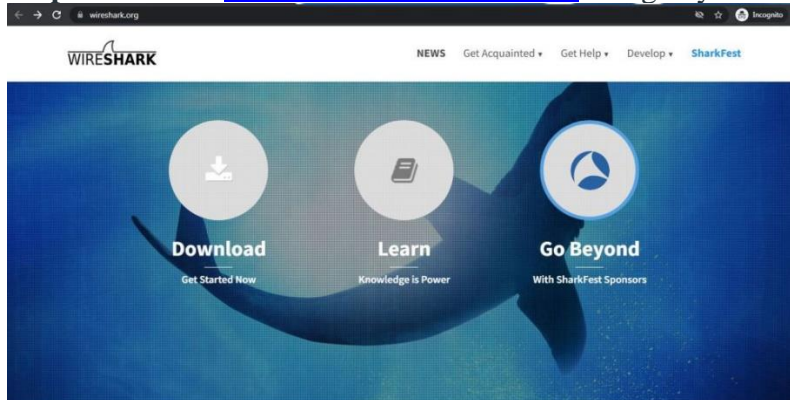 wireshark.org
Incognito
WIRESHARK
NEWS Get Acquainted ▾ Get Help ▾ Develop ▾ SharkFest
Download
Learn
Go Beyond
Get Started Now
Knowledge is Power
With SharkFest Sponsors